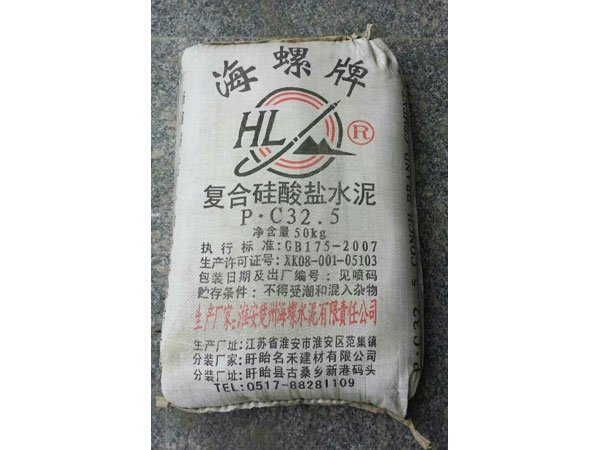 海螺牌
HL
®
复合硅酸盐水泥
P·C32.5
净含量50kg
执行标准:GB175-2007
生产许可证号:XK08-001-05103
包装日期及出厂编号:见喷码
贮存条件:不得受潮和混入杂物
生产厂家:淮安楚州海螺水泥有限责任公司
生产厂址:江苏省淮安市淮安区范集镇
分装厂家:盱眙名禾建材有限公司
分装厂址:盱眙县古桑乡新港码头
TEL:0517-88281109
P·C32.5 CONCH BRAND